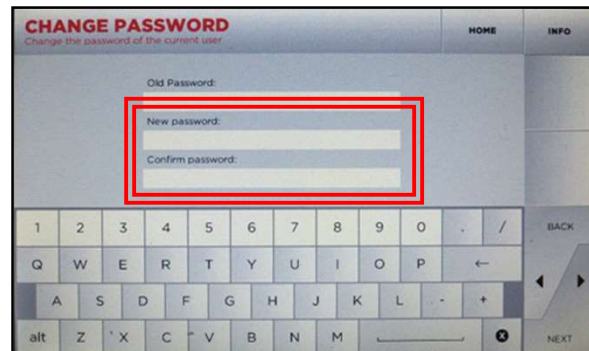 CHANGE PASSWORD
Change the password of the current user
HOME
INFO
Old Password:
New password:
Confirm password:
1 2 3 4 5 6 7 8 9 0 . /
BACK
Q W E R T Y U I O P ←
A S D F G H J K L - +
alt Z X C V B N M
NEXT